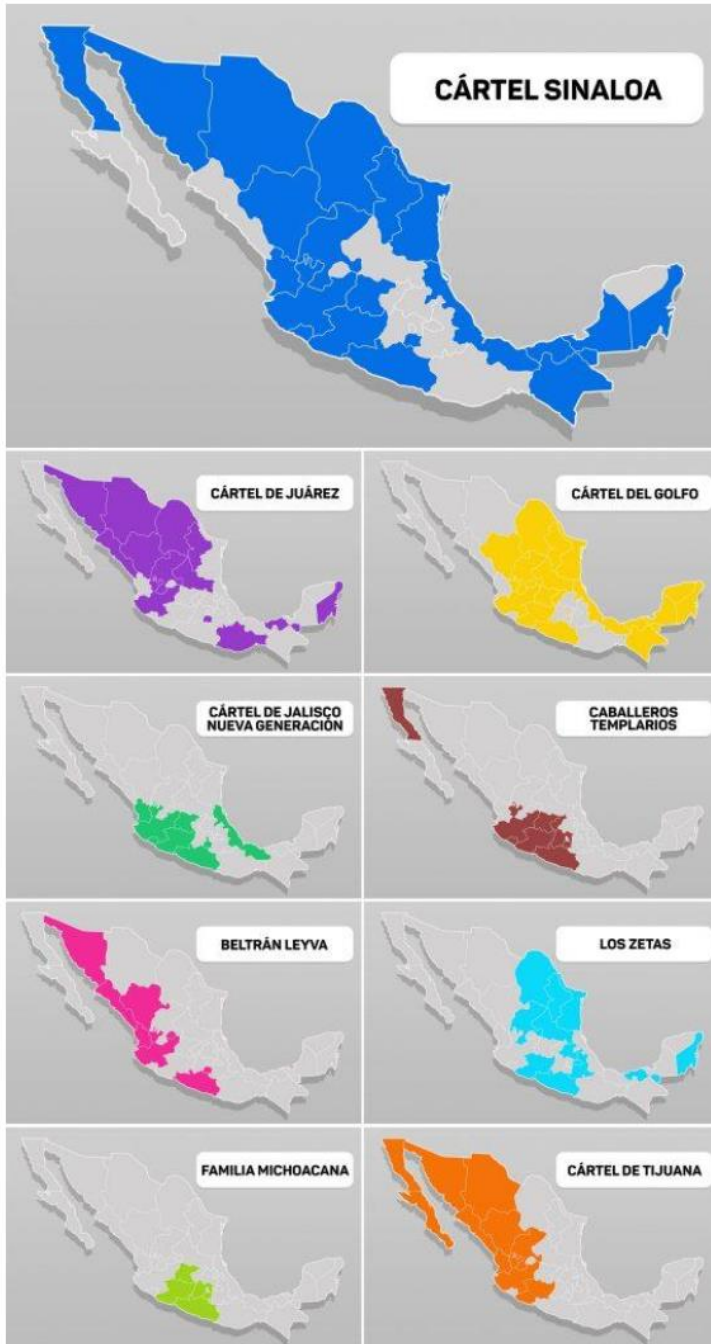 CÁRTEL SINALOA
CÁRTEL DE JUÁREZ
CÁRTEL DEL GOLFO
CÁRTEL DE JALISCO
NUEVA GENERACIÓN
CABALLEROS
TEMPLARIOS
BELTRÁN LEYVA
LOS ZETAS
FAMILIA MICHOACANA
CÁRTEL DE TIJUANA